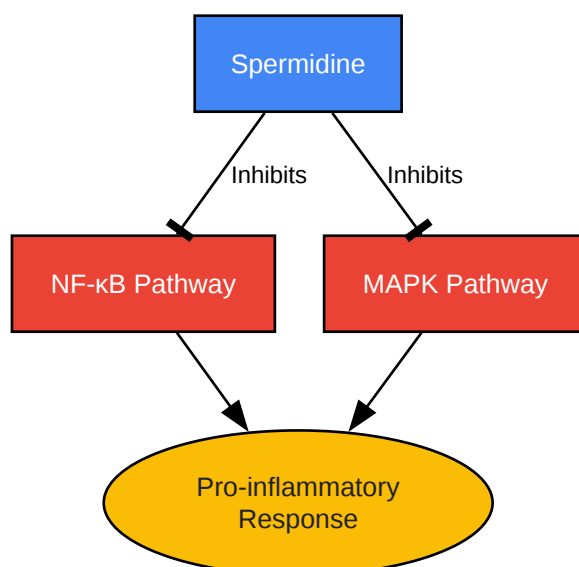 Spermidine
Inhibits
Inhibits
NF-κB Pathway
MAPK Pathway
Pro-inflammatory
Response